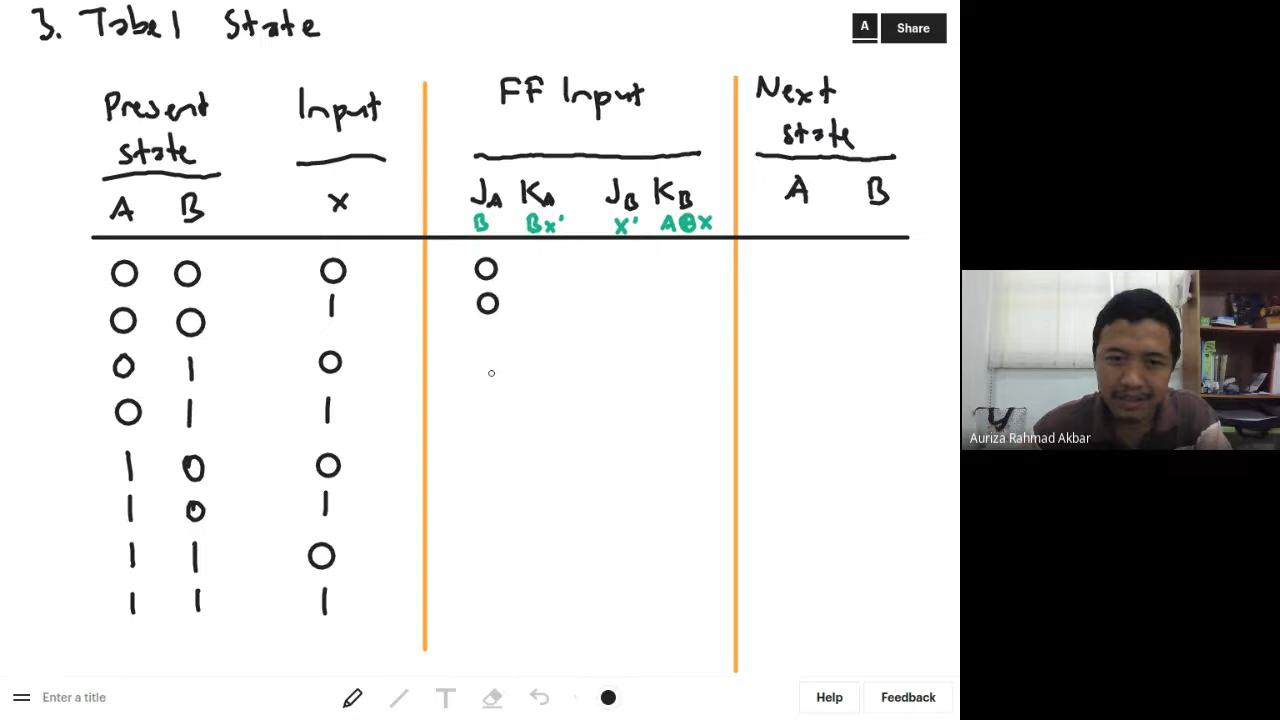 3. Tabel State
A Share
Present state Input FF Input Next state
A B x JA KA JB KB A B
B Bx' x' A⊕x
0 0 0 0
0 0 1 0
0 1 0
0 1 1
1 0 0
1 0 1
1 1 0
1 1 1
Auriza Rahmad Akbar
Enter a title T Help Feedback